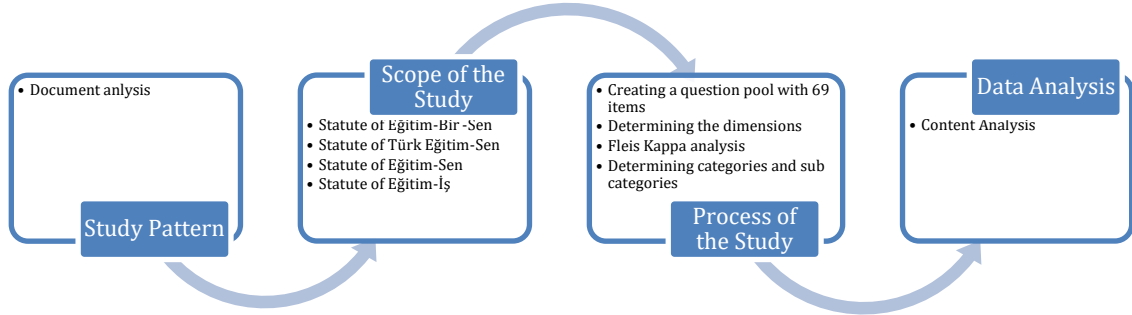 • Document anlysis
Study Pattern
Scope of the
Study
• Statute of Eğitim-Bir -Sen
• Statute of Türk Eğitim-Sen
• Statute of Eğitim-Sen
• Statute of Eğitim-İş
• Creating a question pool with 69
items
• Determining the dimensions
• Fleis Kappa analysis
• Determining categories and sub
categories
Process of
the Study
Data Analysis
• Content Analysis